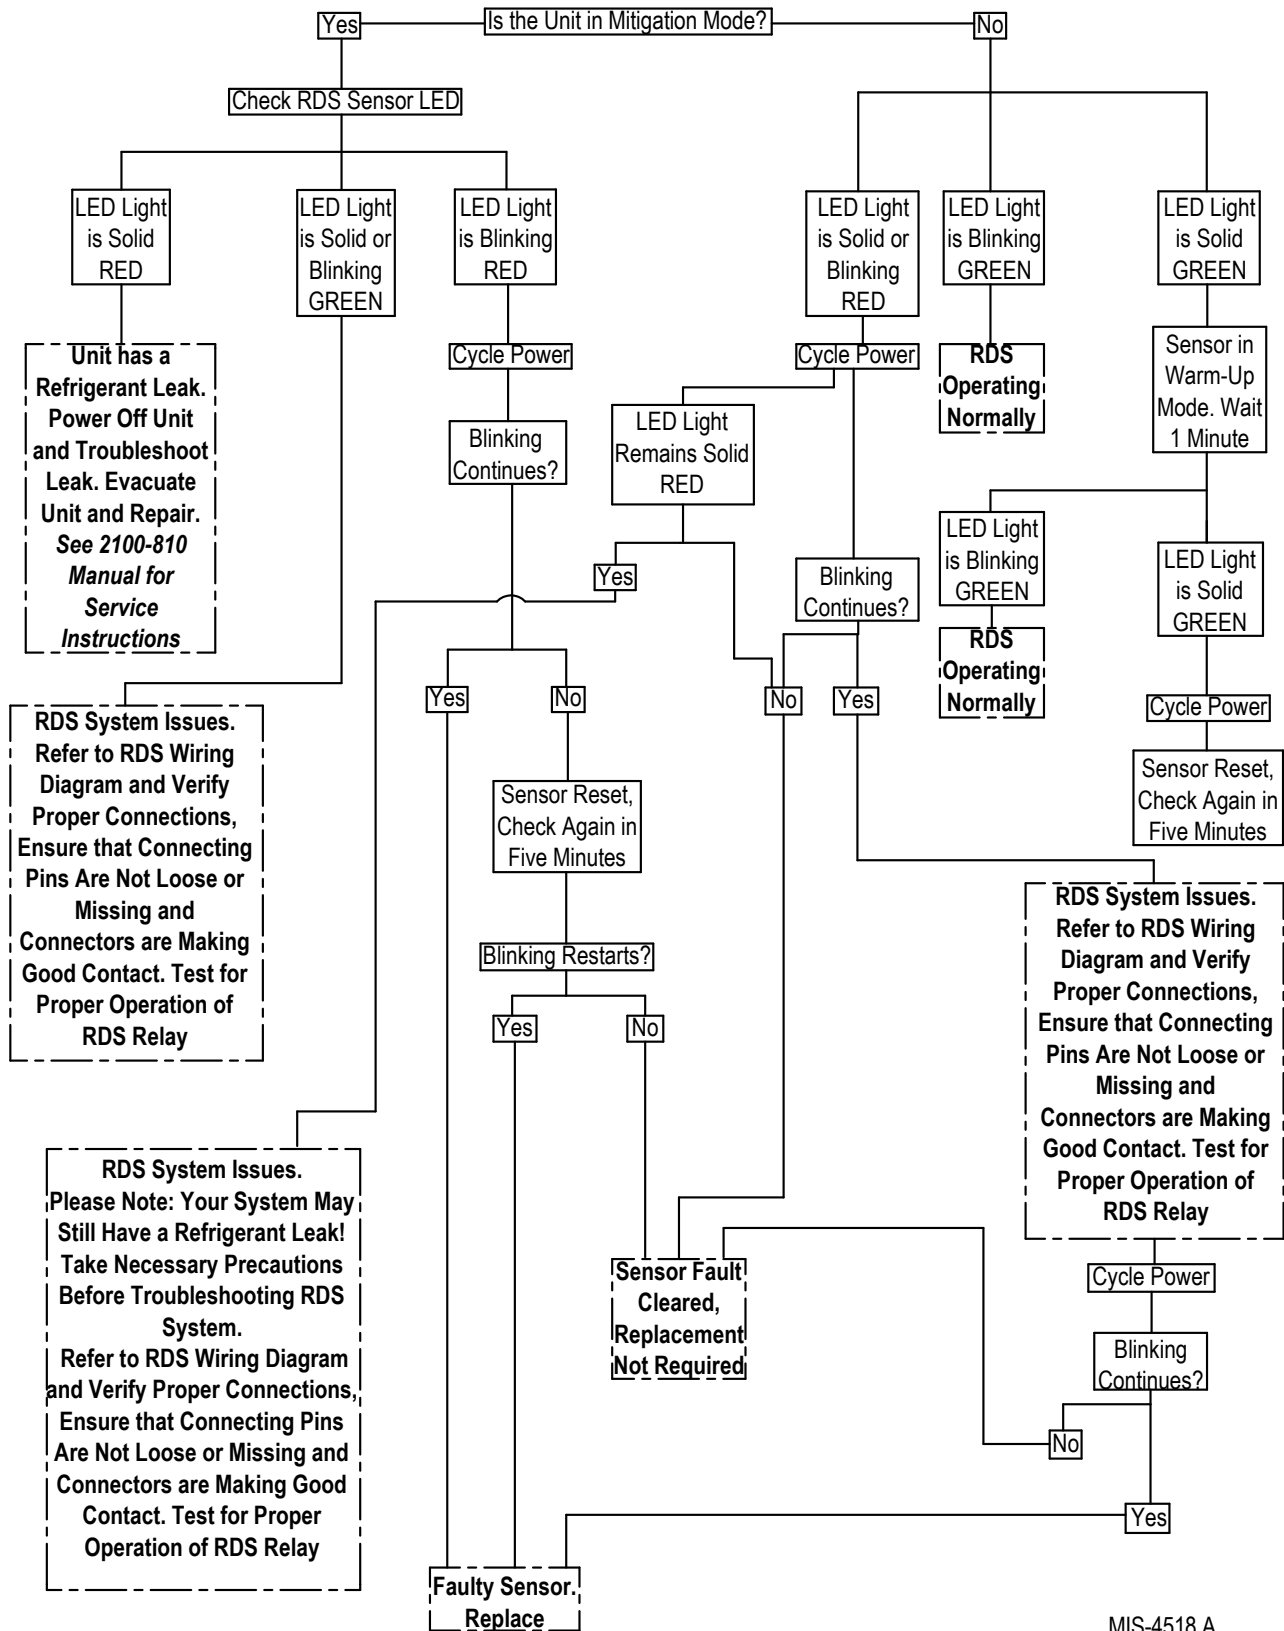 Is the Unit in Mitigation Mode?
Yes
No
Check RDS Sensor LED
LED Light
is Solid
RED
LED Light
is Solid or
Blinking
GREEN
LED Light
is Blinking
RED
LED Light
is Solid or
Blinking
RED
LED Light
is Blinking
GREEN
LED Light
is Solid
GREEN
Unit has a
Refrigerant Leak.
Power Off Unit
and Troubleshoot
Leak. Evacuate
Unit and Repair.
See 2100-810
Manual for
Service
Instructions
Cycle Power
Blinking
Continues?
Cycle Power
LED Light
Remains Solid
RED
Yes
Blinking
Continues?
RDS
Operating
Normally
Sensor in
Warm-Up
Mode. Wait
1 Minute
LED Light
is Blinking
GREEN
RDS
Operating
Normally
LED Light
is Solid
GREEN
Cycle Power
Sensor Reset,
Check Again in
Five Minutes
Yes
No
No
Yes
RDS System Issues.
Refer to RDS Wiring
Diagram and Verify
Proper Connections,
Ensure that Connecting
Pins Are Not Loose or
Missing and
Connectors are Making
Good Contact. Test for
Proper Operation of
RDS Relay
Sensor Reset,
Check Again in
Five Minutes
Blinking Restarts?
Yes
No
RDS System Issues.
Refer to RDS Wiring
Diagram and Verify
Proper Connections,
Ensure that Connecting
Pins Are Not Loose or
Missing and
Connectors are Making
Good Contact. Test for
Proper Operation of
RDS Relay
RDS System Issues.
Please Note: Your System May
Still Have a Refrigerant Leak!
Take Necessary Precautions
Before Troubleshooting RDS
System.
Refer to RDS Wiring Diagram
and Verify Proper Connections,
Ensure that Connecting Pins
Are Not Loose or Missing and
Connectors are Making Good
Contact. Test for Proper
Operation of RDS Relay
Sensor Fault
Cleared,
Replacement
Not Required
Cycle Power
Blinking
Continues?
No
Yes
Faulty Sensor.
Replace
MIS-4518 A